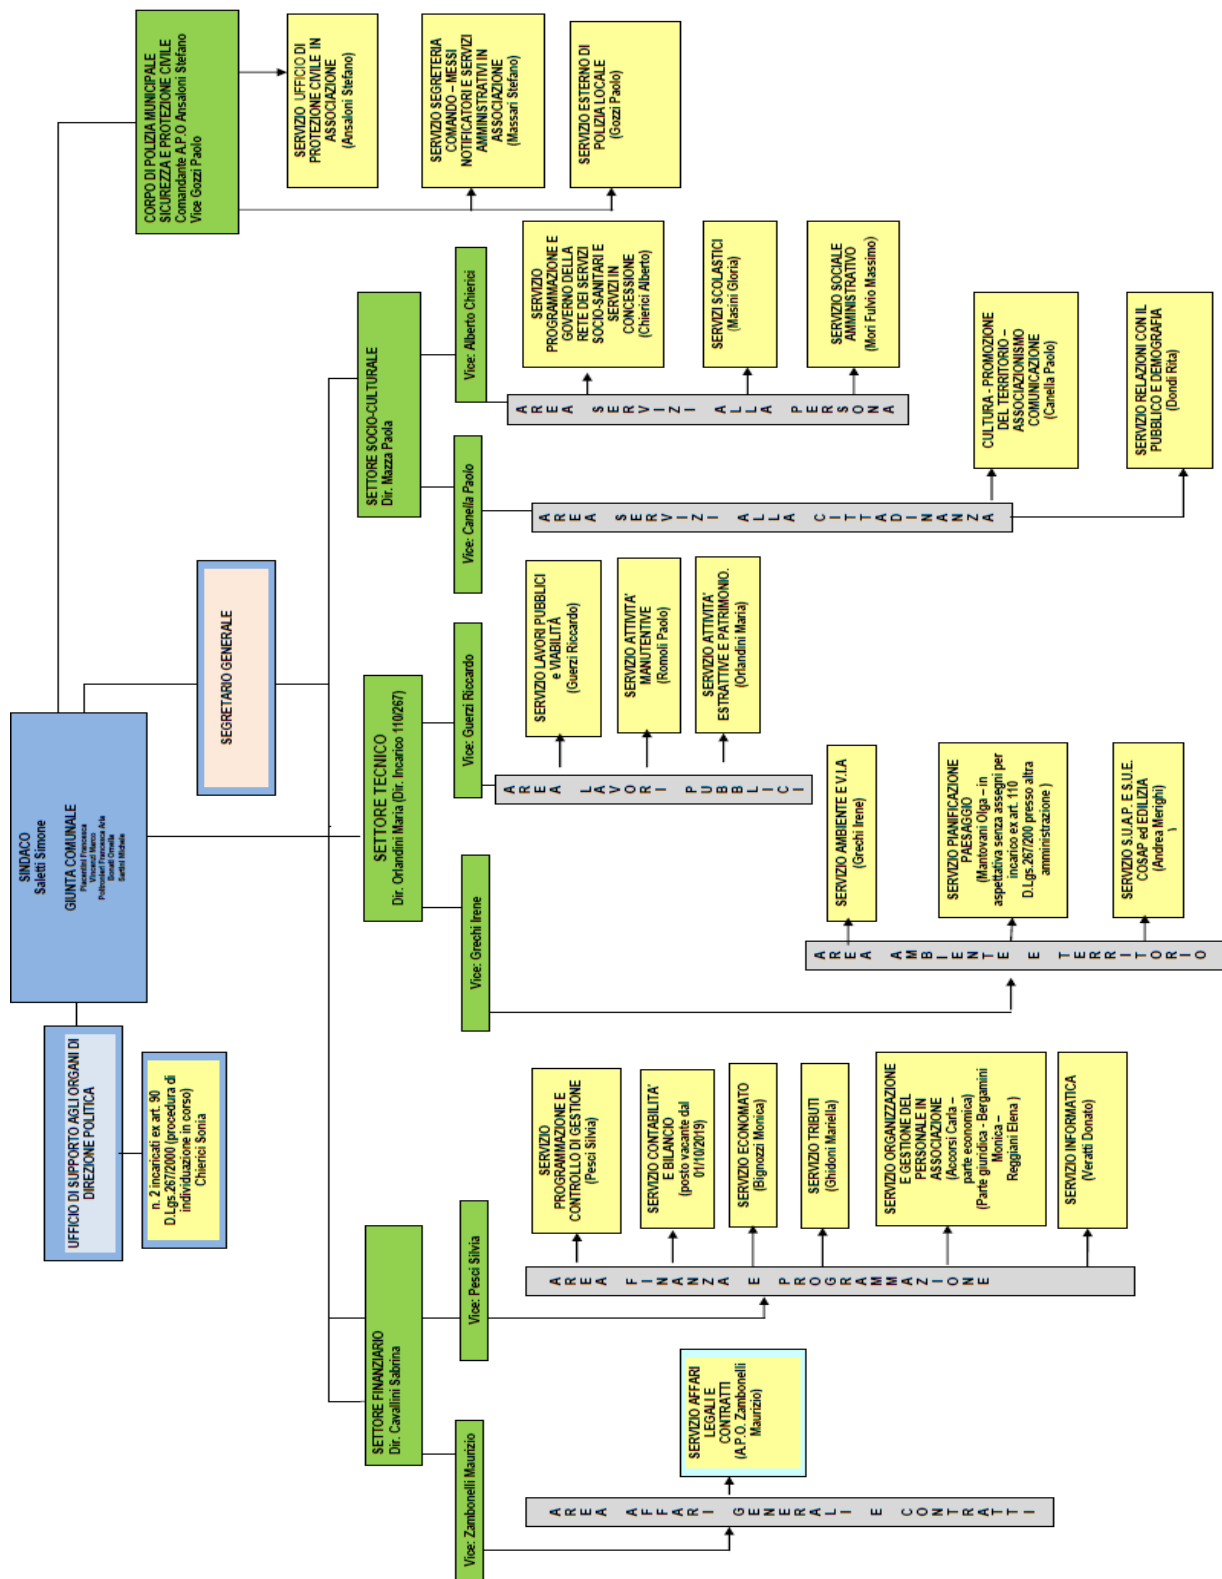 SINDACO
Saletti Simone
GIUNTA COMUNALE
Piacentini Francesca
Vincenzi Marco
Poltronieri Francesca Aria
Bonati Ornella
Sartini Michele
UFFICIO DI SUPPORTO AGLI ORGANI DI
DIREZIONE POLITICA
n. 2 incaricati ex art. 90
D.Lgs.267/2000 (procedura di
individuazione in corso)
Chierici Sonia
SEGRETARIO GENERALE
CORPO DI POLIZIA MUNICIPALE
SICUREZZA E PROTEZIONE CIVILE
Comandante A.P.O Ansaloni Stefano
Vice Gozzi Paolo
SERVIZIO UFFICIO DI
PROTEZIONE CIVILE IN
ASSOCIAZIONE
(Ansaloni Stefano)
SERVIZIO SEGRETERIA
COMANDO – MESSI
NOTIFICATORI E SERVIZI
AMMINISTRATIVI IN
ASSOCIAZIONE
(Massari Stefano)
SERVIZIO ESTERNO DI
POLIZIA LOCALE
(Gozzi Paolo)
SETTORE FINANZIARIO
Dir. Cavallini Sabrina
Vice: Zambonelli Maurizio
AREA AFFARI GENERALI E CONTRATTI
SERVIZIO AFFARI
LEGALI E
CONTRATTI
(A.P.O. Zambonelli
Maurizio)
Vice: Pesci Silvia
AREA FINANZA E PROGRAMMAZIONE
SERVIZIO
PROGRAMMAZIONE E
CONTROLLO DI GESTIONE
(Pesci Silvia)
SERVIZIO CONTABILITA'
E BILANCIO
(posto vacante dal
01/10/2019)
SERVIZIO ECONOMATO
(Bignozzi Monica)
SERVIZIO TRIBUTI
(Ghidoni Mariella)
SERVIZIO ORGANIZZAZIONE
E GESTIONE DEL
PERSONALE IN
ASSOCIAZIONE
(Accorsi Carla –
parte economica)
(Parte giuridica - Bergamini
Monica –
Reggiani Elena )
SERVIZIO INFORMATICA
(Veratti Donato)
SETTORE TECNICO
Dir. Orlandini Maria (Dir. Incarico 110/267)
Vice: Grechi Irene
AREA AMBIENTE E TERRITORIO
SERVIZIO AMBIENTE E V.I.A
(Grechi Irene)
SERVIZIO PIANIFICAZIONE
PAESAGGIO
(Mantovani Olga – in
aspettativa senza assegni per
incarico ex art. 110
D.Lgs.267/200 presso altra
amministrazione )
SERVIZIO S.U.A.P. E S.U.E.
COSAP ed EDILIZIA
(Andrea Merighi)
\
Vice: Guerzi Riccardo
AREA LAVORI PUBBLICI
SERVIZIO LAVORI PUBBLICI
e VIABILITÀ
(Guerzi Riccardo)
SERVIZIO ATTIVITA'
MANUTENTIVE
(Romoli Paolo)
SERVIZIO ATTIVITA'
ESTRATTIVE E PATRIMONIO.
(Orlandini Maria)
SETTORE SOCIO-CULTURALE
Dir. Mazza Paola
Vice: Canella Paolo
AREA SERVIZI ALLA CITTADINANZA
CULTURA - PROMOZIONE
DEL TERRITORIO –
ASSOCIAZIONISMO
COMUNICAZIONE
(Canella Paolo)
SERVIZIO RELAZIONI CON IL
PUBBLICO E DEMOGRAFIA
(Dondi Rita)
Vice: Alberto Chierici
AREA SERVIZI ALLA PERSONA
SERVIZIO
PROGRAMMAZIONE E
GOVERNO DELLA
RETE DEI SERVIZI
SOCIO-SANITARI E
SERVIZI IN
CONCESSIONE
(Chierici Alberto)
SERVIZI SCOLASTICI
(Masini Gloria)
SERVIZIO SOCIALE
AMMINISTRATIVO
(Mori Fulvio Massimo)